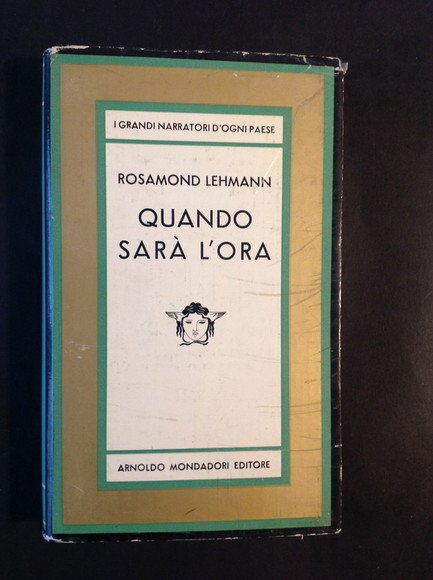 I GRANDI NARRATORI D'OGNI PAESE
ROSAMOND LEHMANN
QUANDO
SARÀ L'ORA
ARNOLDO MONDADORI EDITORE